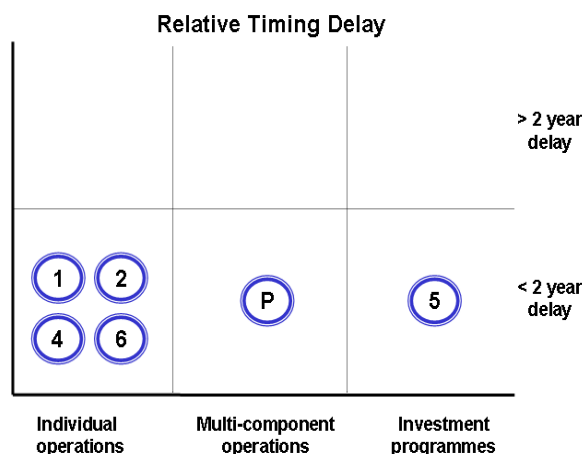 Relative Timing Delay
> 2 year
delay
1 2
P 5
< 2 year
delay
4 6
Individual
operations
Multi-component
operations
Investment
programmes